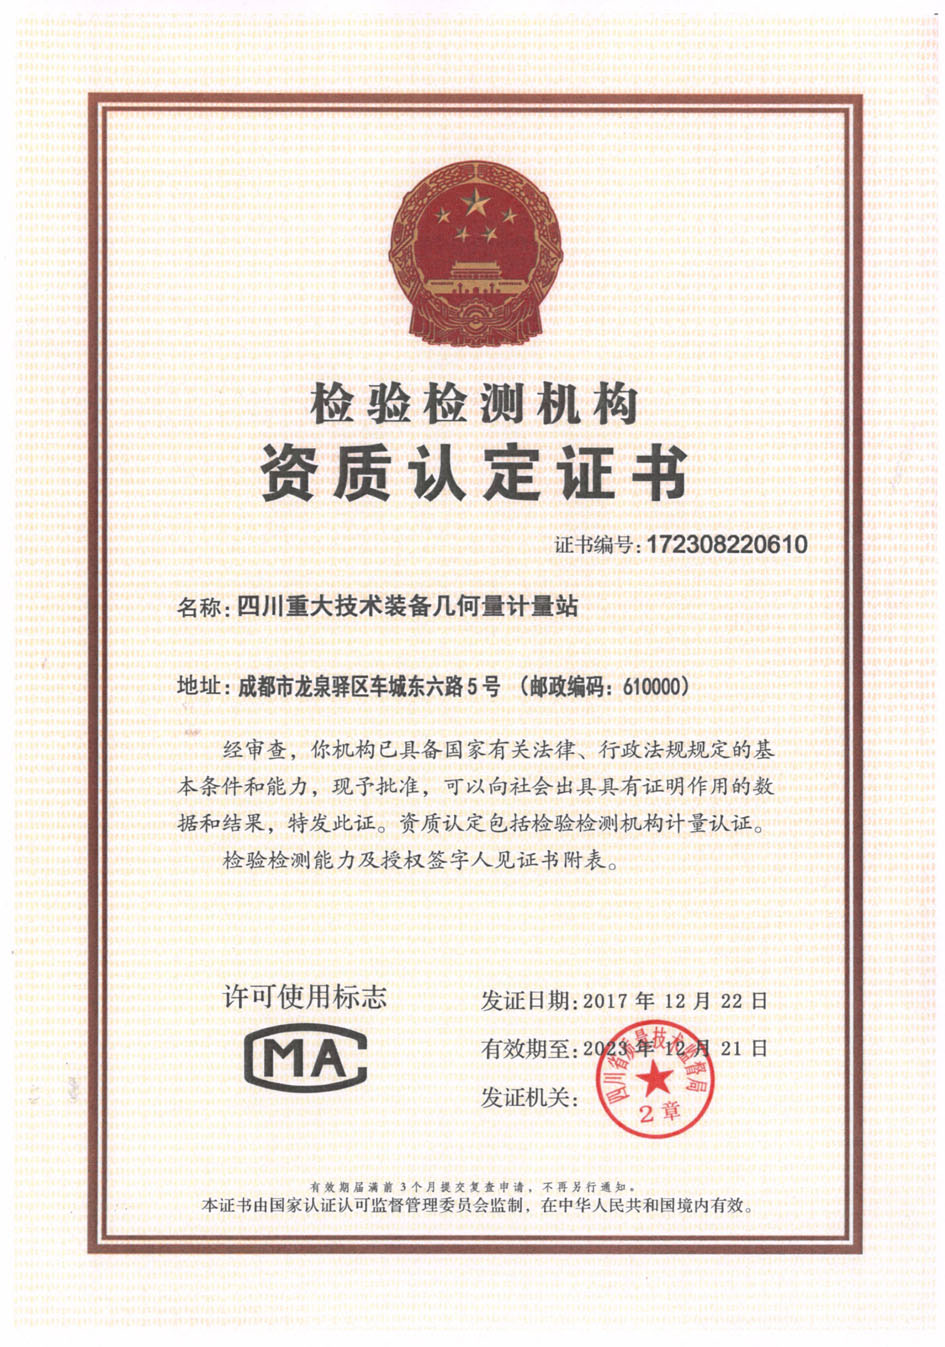 检验检测机构
资质认定证书
证书编号:172308220610
名称:四川重大技术装备几何量计量站
地址:成都市龙泉驿区车城东六路5号 (邮政编码:610000)
经审查,你机构已具备国家有关法律、行政法规规定的基
本条件和能力,现予批准,可以向社会出具具有证明作用的数
据和结果,特发此证。资质认定包括检验检测机构计量认证。
检验检测能力及授权签字人见证书附表。
许可使用标志
MA
发证日期:2017年12月22日
有效期至:2023年12月21日
发证机关:
四川省质量技术监督局
2章
有效期届满前3个月提交复查申请,不再另行通知。
本证书由国家认证认可监督管理委员会监制,在中华人民共和国境内有效。